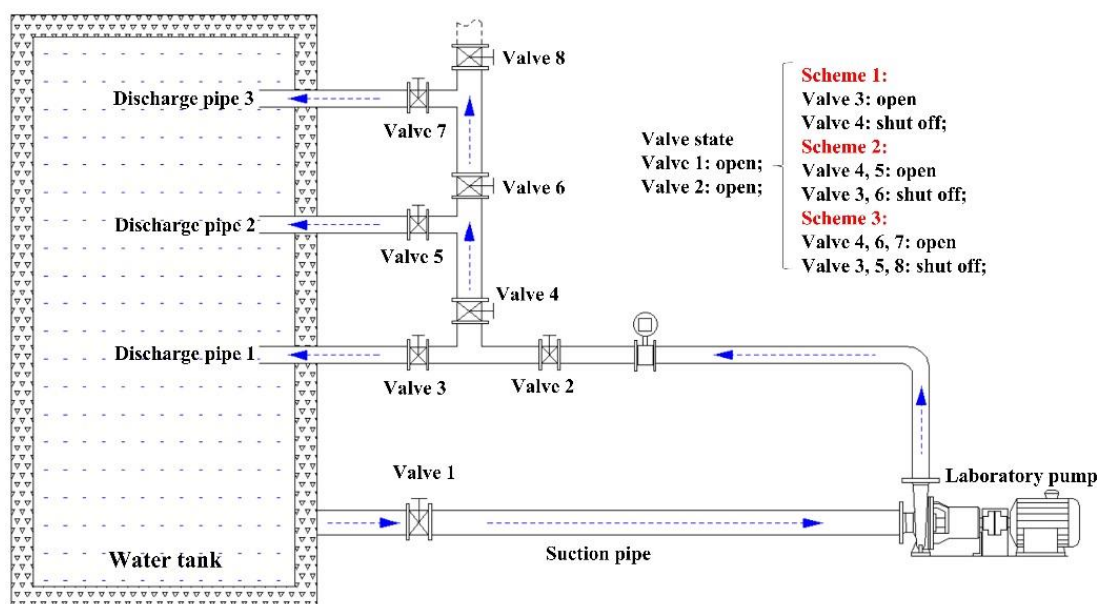 Valve 8
Discharge pipe 3
Valve 7
Valve state
Valve 1: open;
Valve 2: open;
Scheme 1:
Valve 3: open
Valve 4: shut off;
Scheme 2:
Valve 4, 5: open
Valve 3, 6: shut off;
Scheme 3:
Valve 4, 6, 7: open
Valve 3, 5, 8: shut off;
Valve 6
Discharge pipe 2
Valve 5
Valve 4
Discharge pipe 1
Valve 3
Valve 2
Valve 1
Laboratory pump
Suction pipe
Water tank